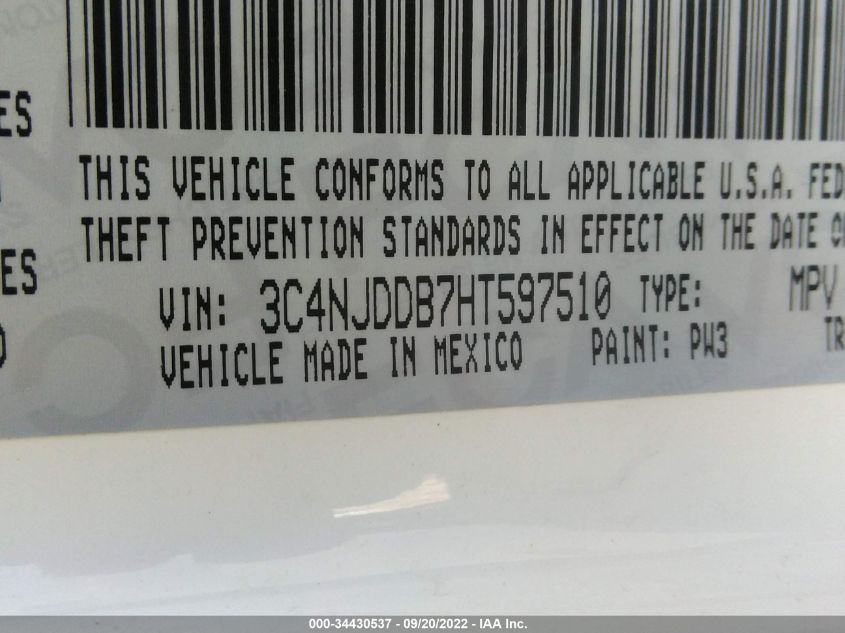 ES
THIS VEHICLE CONFORMS TO ALL APPLICABLE U.S.A. FED
THEFT PREVENTION STANDARDS IN EFFECT ON THE DATE O
ES
VIN: 3C4NJDDB7HT597510 TYPE: MPV
VEHICLE MADE IN MEXICO PAINT: PW3 TR
000-34430537 - 09/20/2022 - IAA Inc.